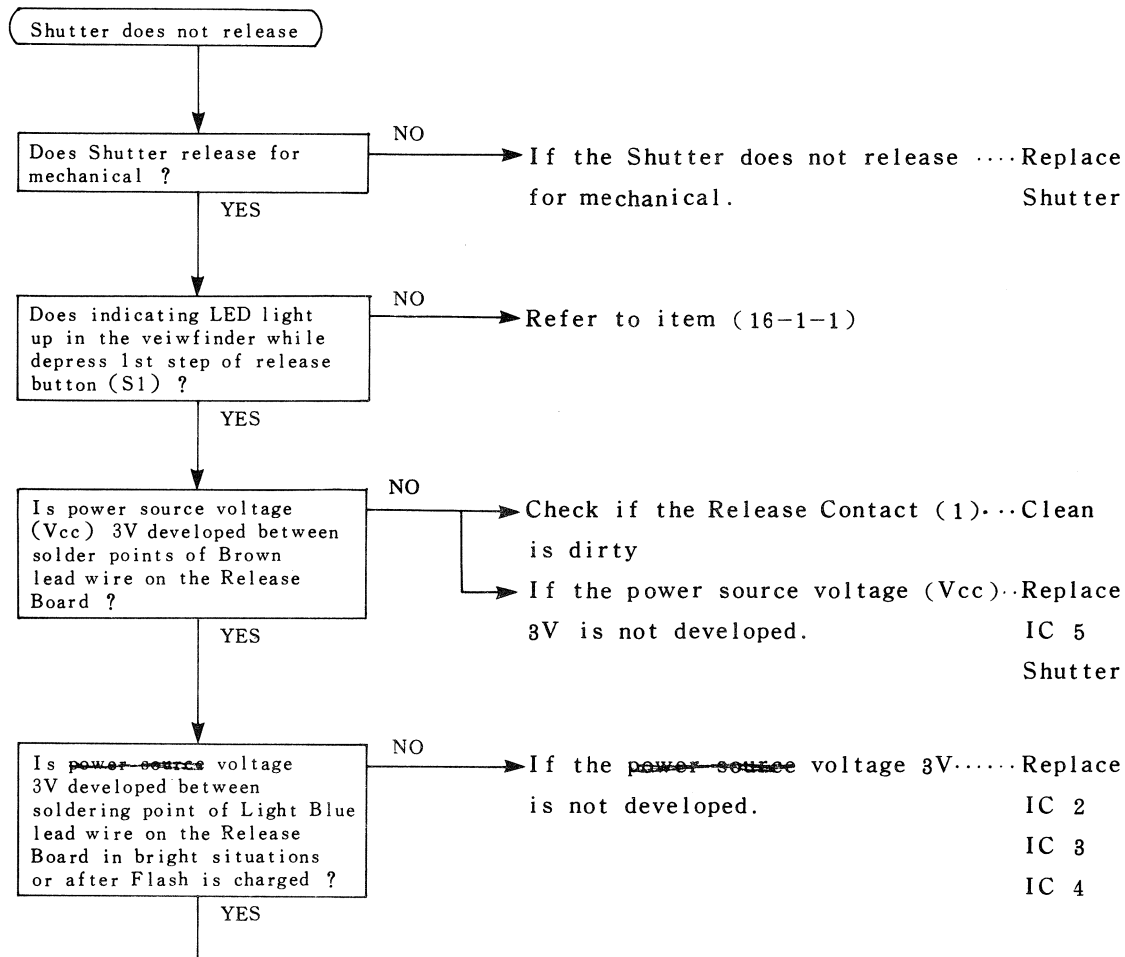 Shutter does not release
Does Shutter release for
mechanical ?
NO
If the Shutter does not release ···· Replace
for mechanical. Shutter
YES
Does indicating LED light
up in the veiwfinder while
depress 1st step of release
button (S1) ?
NO
Refer to item (16-1-1)
YES
Is power source voltage
(Vcc) 3V developed between
solder points of Brown
lead wire on the Release
Board ?
NO
Check if the Release Contact (1)··· Clean
is dirty
If the power source voltage (Vcc)·· Replace
3V is not developed. IC 5
Shutter
YES
Is power source voltage
3V developed between
soldering point of Light Blue
lead wire on the Release
Board in bright situations
or after Flash is charged ?
NO
If the power source voltage 3V······ Replace
is not developed. IC 2
IC 3
IC 4
YES